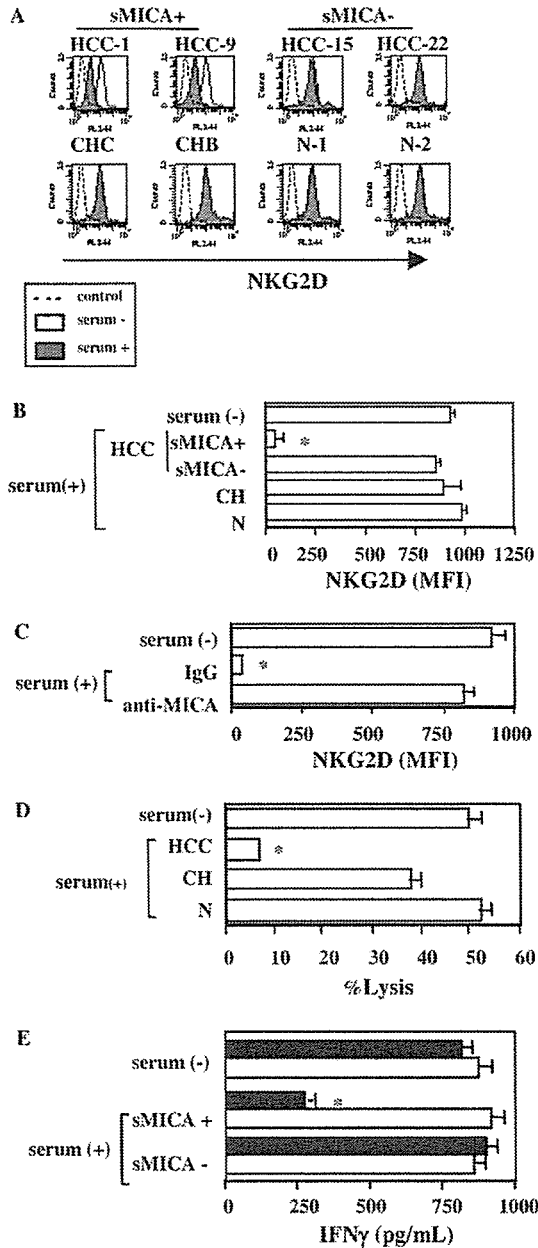 A
sMICA+ sMICA-
HCC-1 HCC-9 HCC-15 HCC-22
CHC CHB N-1 N-2
NKG2D
control
serum -
serum +
B
serum (-)
HCC sMICA+ *
sMICA-
serum(+)
CH
N
0 250 500 750 1000 1250
NKG2D (MFI)
C
serum (-)
IgG *
serum (+)
anti-MICA
0 250 500 750 1000
NKG2D (MFI)
D
serum(-)
HCC *
serum(+) CH
N
0 10 20 30 40 50 60
%Lysis
E
serum (-)
sMICA + *
serum (+)
sMICA -
0 250 500 750 1000
IFNγ (pg/mL)